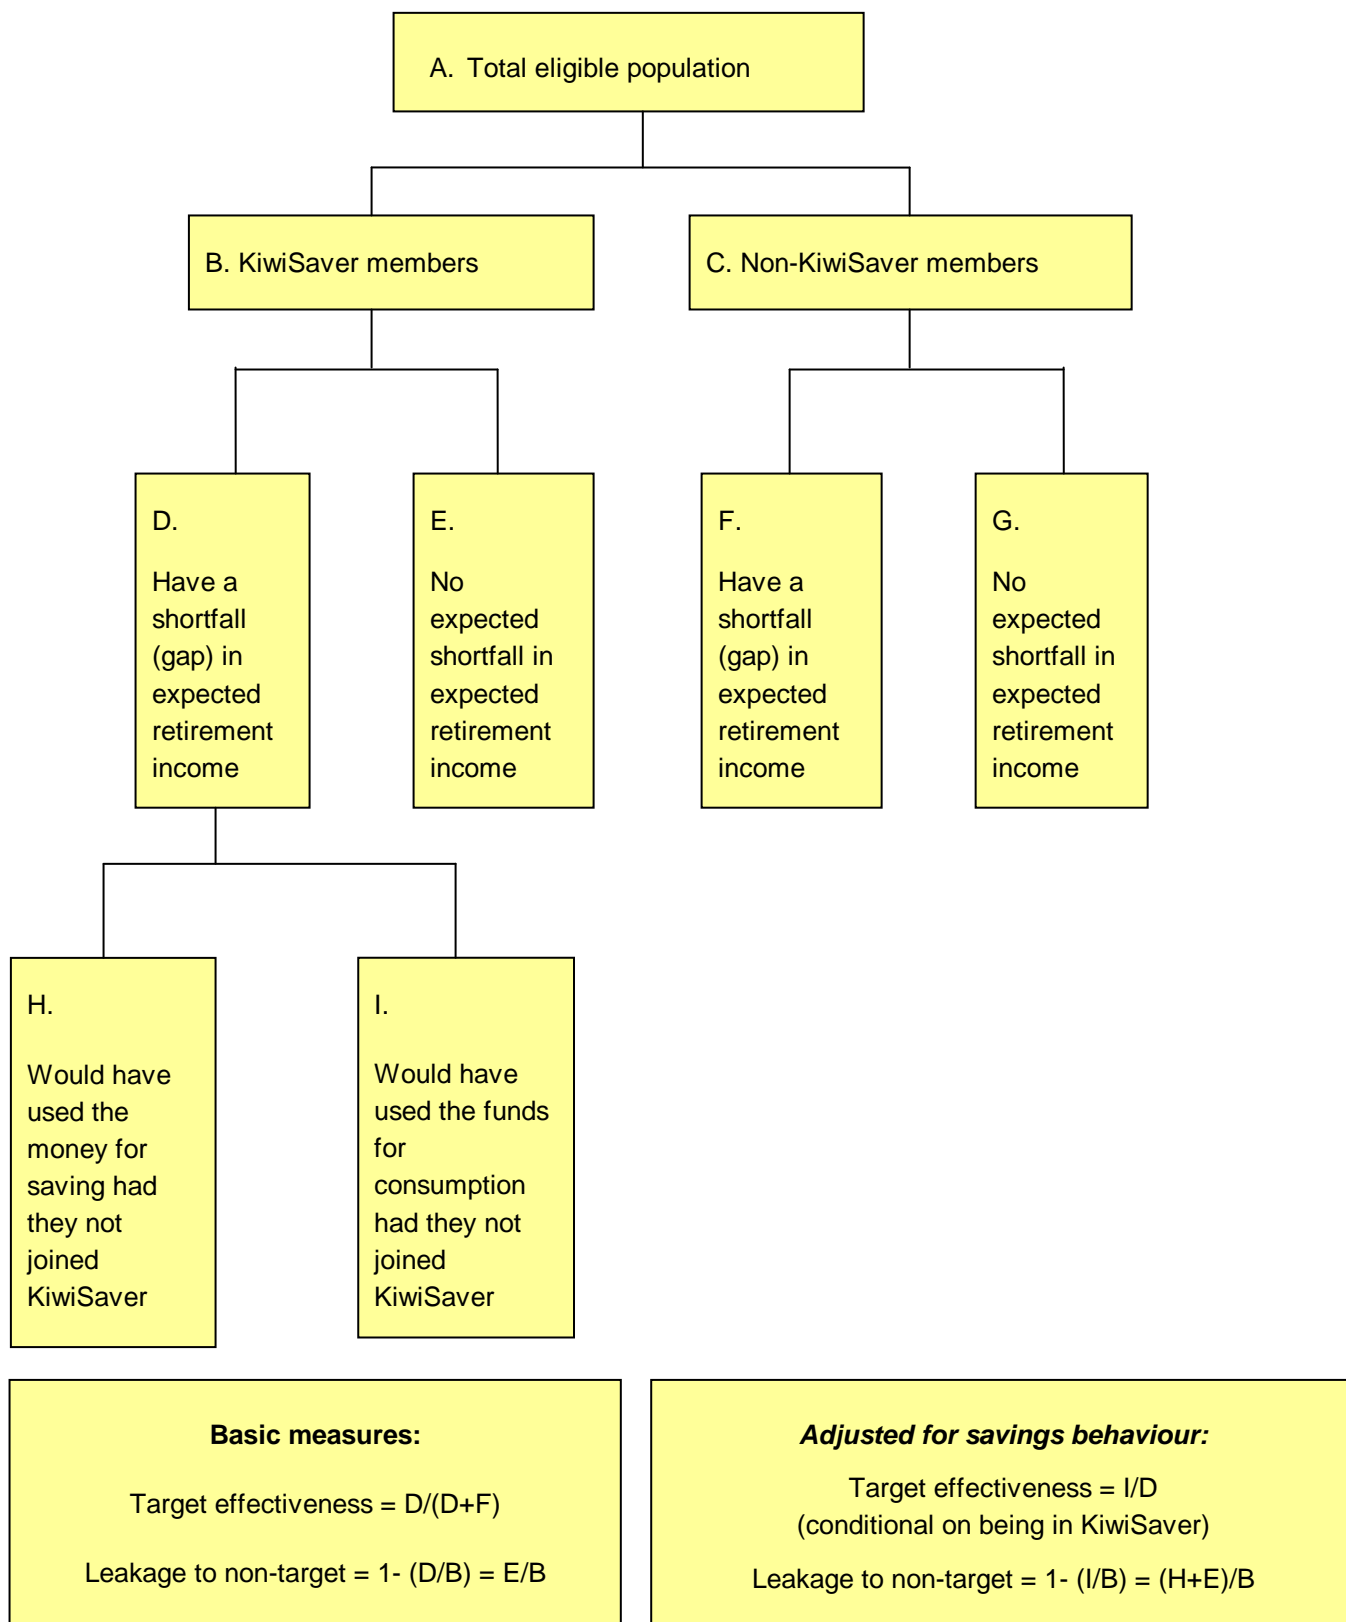 A. Total eligible population
B. KiwiSaver members
C. Non-KiwiSaver members
D.
Have a
shortfall
(gap) in
expected
retirement
income
E.
No
expected
shortfall in
expected
retirement
income
F.
Have a
shortfall
(gap) in
expected
retirement
income
G.
No
expected
shortfall in
expected
retirement
income
H.
Would have
used the
money for
saving had
they not
joined
KiwiSaver
I.
Would have
used the funds
for
consumption
had they not
joined
KiwiSaver
Basic measures:
Target effectiveness = D/(D+F)
Leakage to non-target = 1- (D/B) = E/B
Adjusted for savings behaviour:
Target effectiveness = I/D
(conditional on being in KiwiSaver)
Leakage to non-target = 1- (I/B) = (H+E)/B